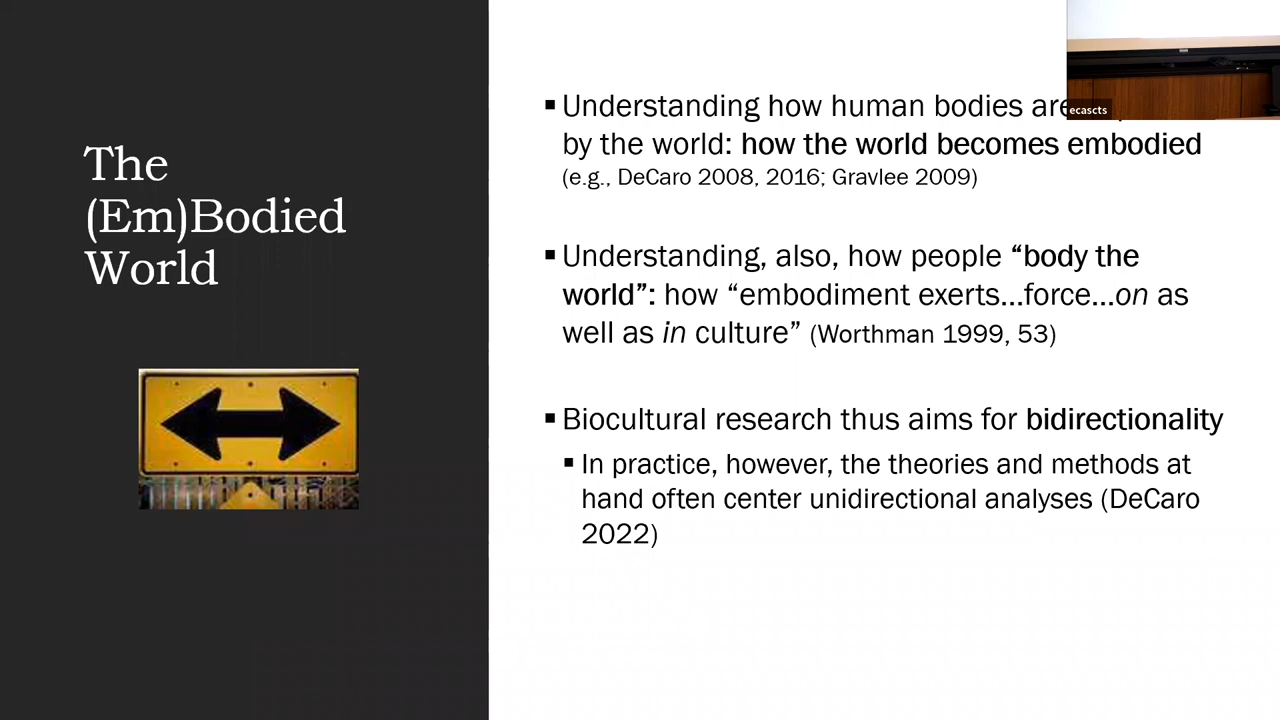 The
(Em)Bodied
World
▪ Understanding how human bodies are
by the world: how the world becomes embodied
(e.g., DeCaro 2008, 2016; Gravlee 2009)
▪ Understanding, also, how people “body the
world”: how “embodiment exerts…force…on as
well as in culture” (Worthman 1999, 53)
▪ Biocultural research thus aims for bidirectionality
▪ In practice, however, the theories and methods at
hand often center unidirectional analyses (DeCaro
2022)
ecascts